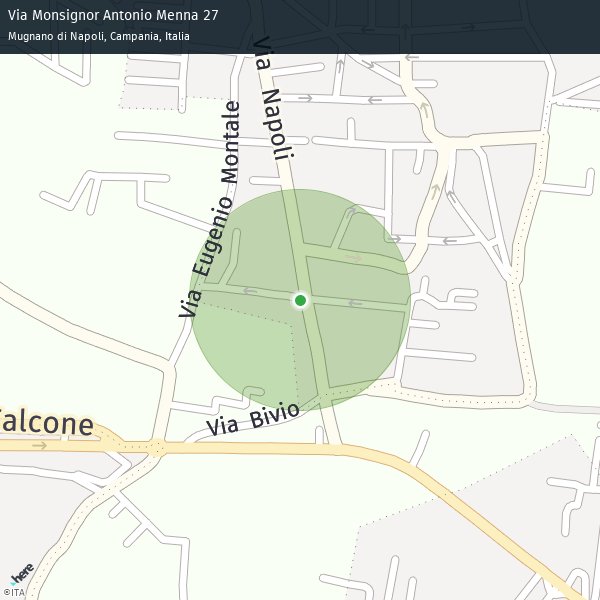 Via Monsignor Antonio Menna 27
Mugnano di Napoli, Campania, Italia
Via Napoli
Via Eugenio Montale
Via Bivio
Falcone
here
©ITA